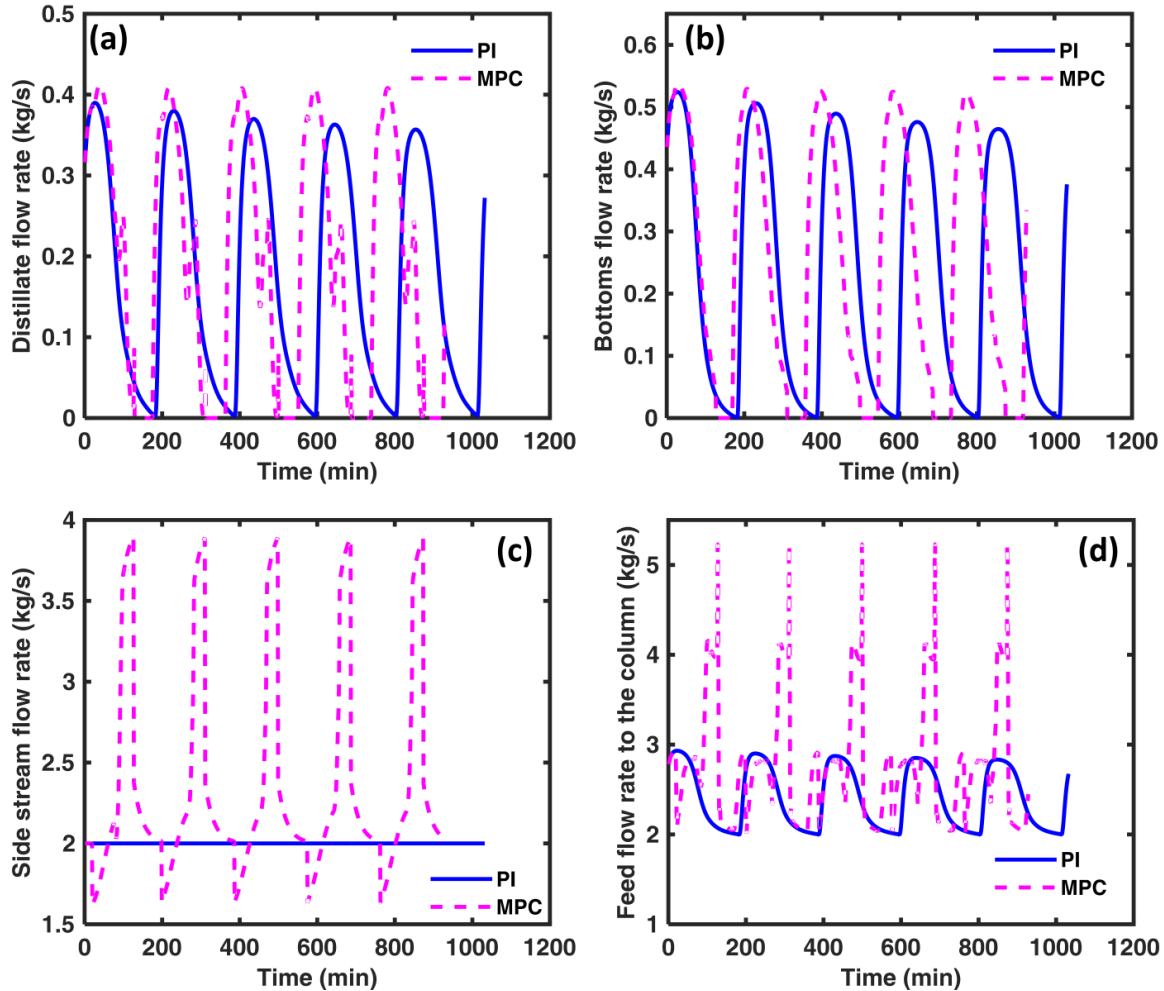 (a)
PI
MPC
Distillate flow rate (kg/s)
0.5
0.4
0.3
0.2
0.1
0
0 200 400 600 800 1000 1200
Time (min)
(b)
PI
MPC
Bottoms flow rate (kg/s)
0.6
0.5
0.4
0.3
0.2
0.1
0
0 200 400 600 800 1000 1200
Time (min)
(c)
PI
MPC
Side stream flow rate (kg/s)
4
3.5
3
2.5
2
1.5
0 200 400 600 800 1000 1200
Time (min)
(d)
PI
MPC
Feed flow rate to the column (kg/s)
5
4
3
2
1
0 200 400 600 800 1000 1200
Time (min)